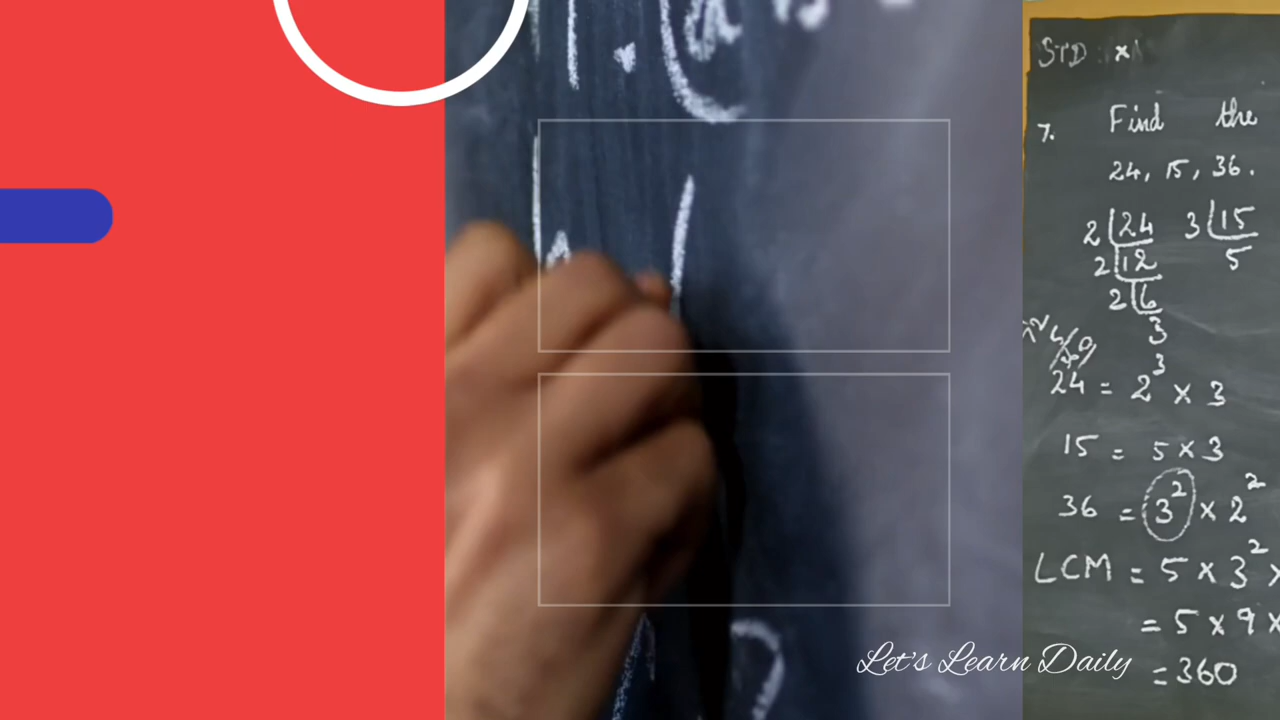 STD : XI
7. Find the
24, 15, 36.
2 24 3 15
2 12 5
2 6
3
24 = 2³ × 3
15 = 5 × 3
36 = 3² × 2²
LCM = 5 × 3² ×
= 5 × 9 ×
= 360
Let's Learn Daily